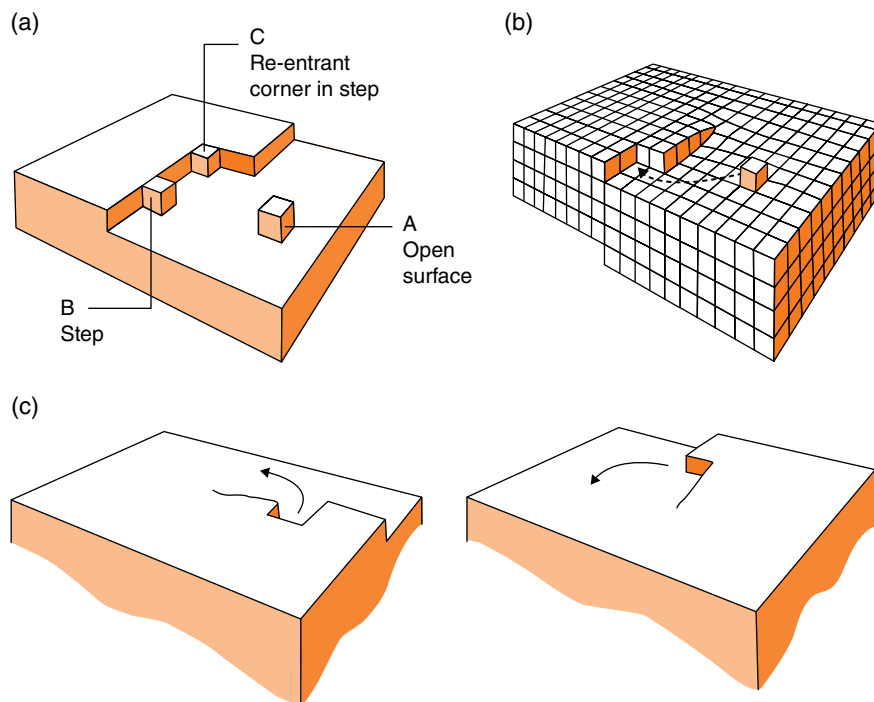 (a)
C
Re-entrant
corner in step
A
Open
surface
B
Step
(b)
(c)